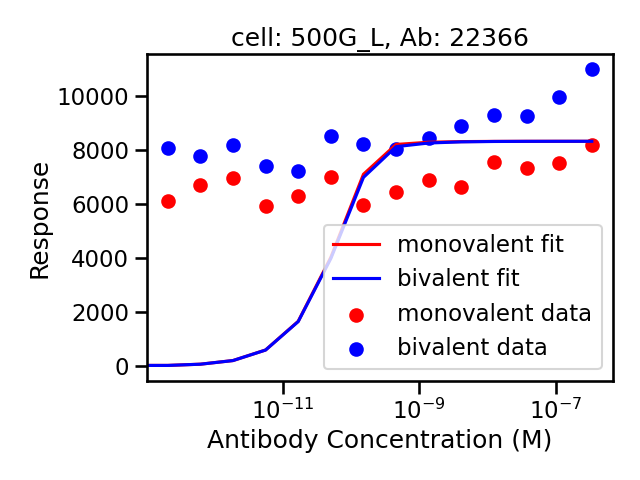 cell: 500G_L, Ab: 22366
Response
10000
8000
6000
4000
2000
0
monovalent fit
bivalent fit
monovalent data
bivalent data
10⁻¹¹ 10⁻⁹ 10⁻⁷
Antibody Concentration (M)